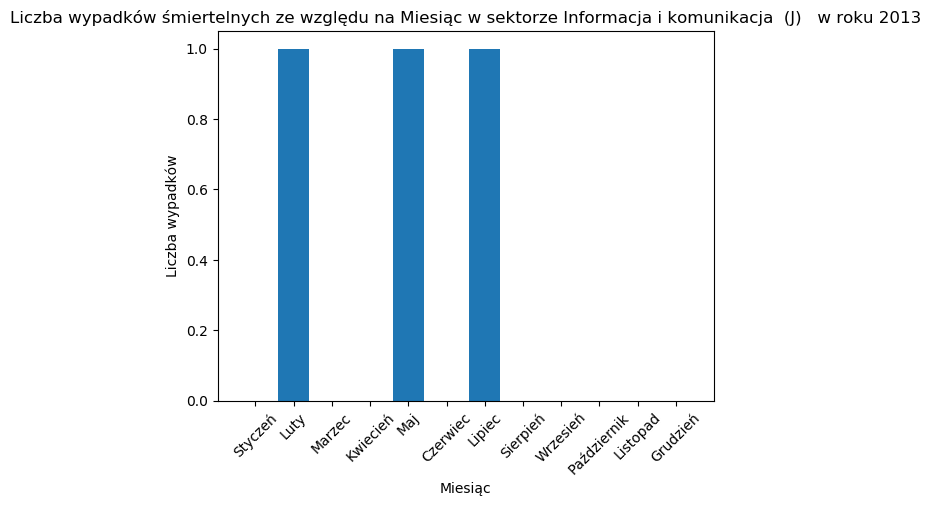 Liczba wypadków śmiertelnych ze względu na Miesiąc w sektorze Informacja i komunikacja  (J)   w roku 2013
1.0
0.8
0.6
0.4
0.2
0.0
Liczba wypadków
Styczeń
Luty
Marzec
Kwiecień
Maj
Czerwiec
Lipiec
Sierpień
Wrzesień
Październik
Listopad
Grudzień
Miesiąc